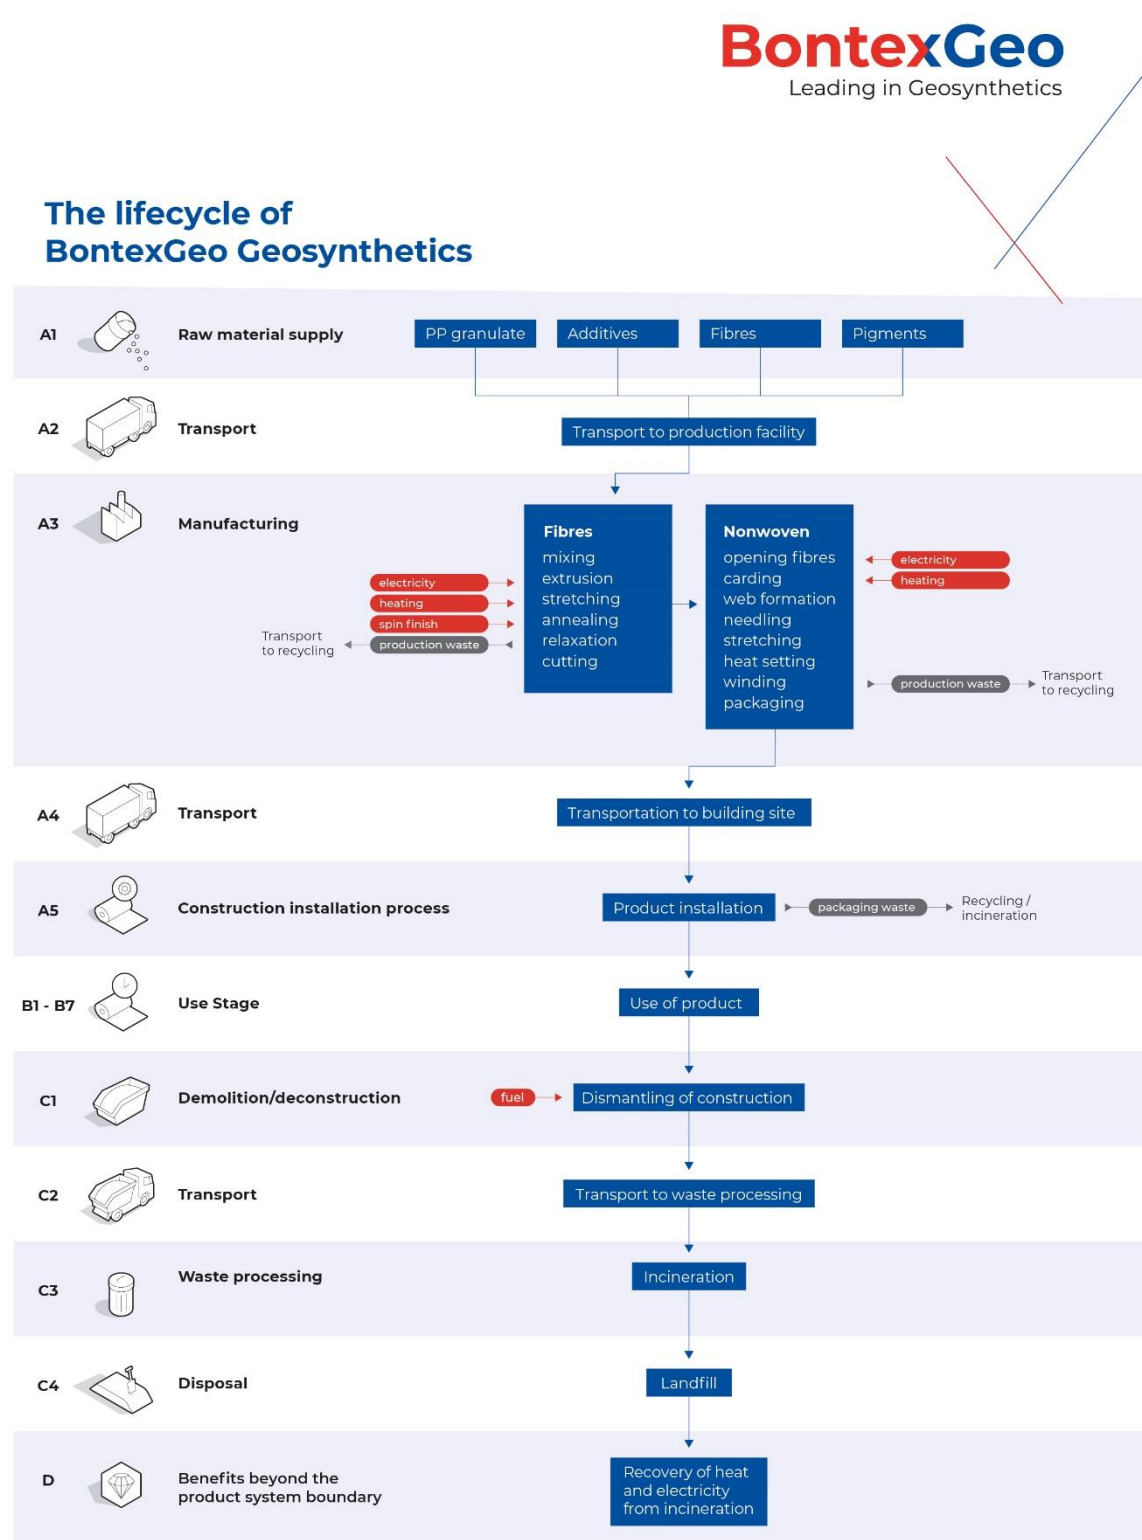 BontexGeo
Leading in Geosynthetics
The lifecycle of
BontexGeo Geosynthetics
A1
Raw material supply
PP granulate
Additives
Fibres
Pigments
A2
Transport
Transport to production facility
A3
Manufacturing
Fibres
mixing
extrusion
stretching
annealing
relaxation
cutting
electricity
heating
spin finish
production waste
Transport
to recycling
Nonwoven
opening fibres
carding
web formation
needling
stretching
heat setting
winding
packaging
electricity
heating
production waste
Transport
to recycling
A4
Transport
Transportation to building site
A5
Construction installation process
Product installation
packaging waste
Recycling /
incineration
B1 - B7
Use Stage
Use of product
C1
Demolition/deconstruction
fuel
Dismantling of construction
C2
Transport
Transport to waste processing
C3
Waste processing
Incineration
C4
Disposal
Landfill
D
Benefits beyond the
product system boundary
Recovery of heat
and electricity
from incineration